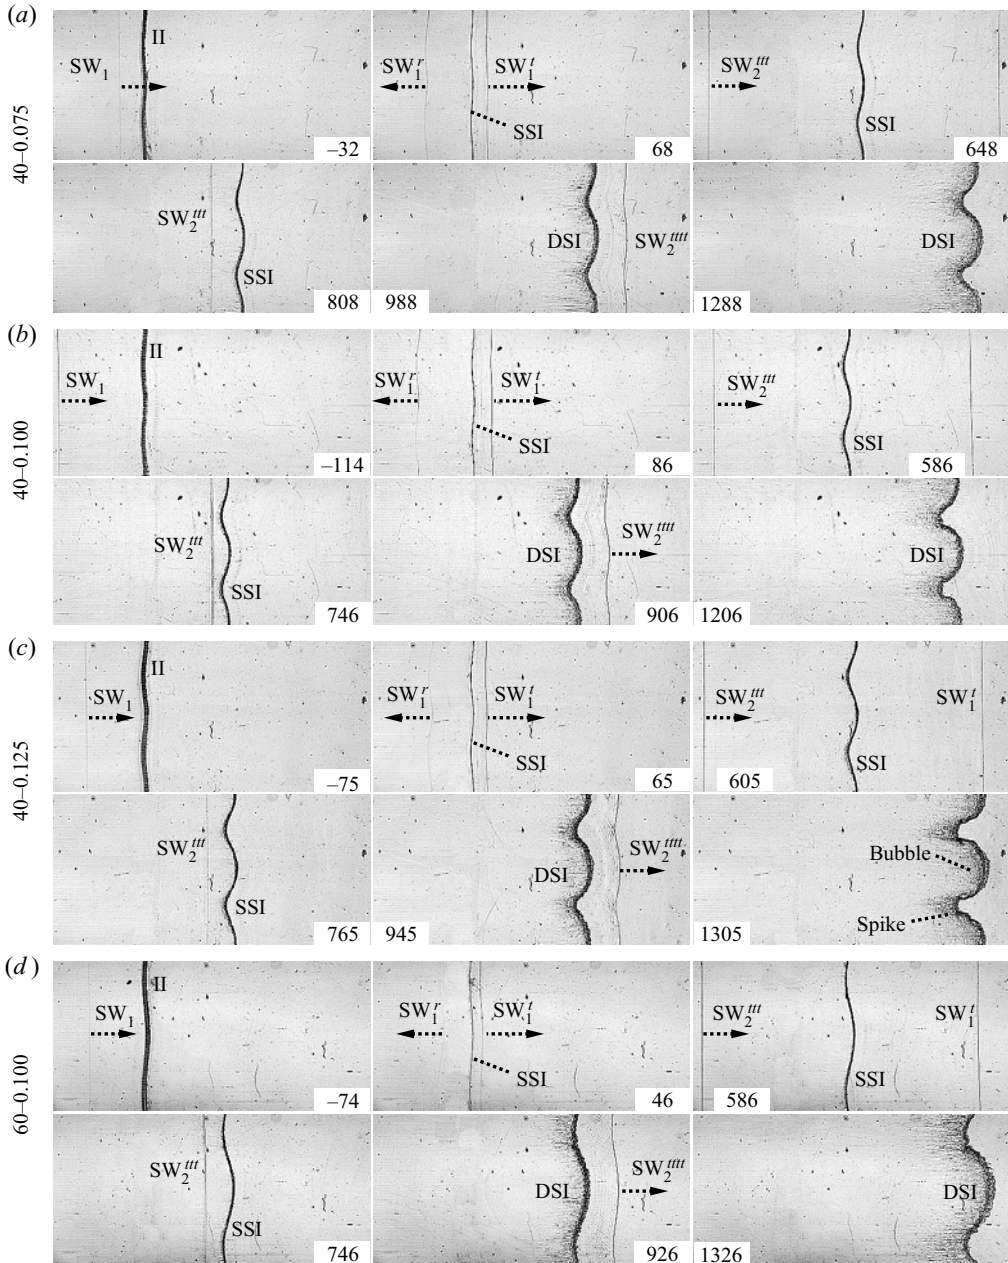 (a)
40–0.075
SW₁ II –32
SW₁ʳ SW₁ᵗ SSI 68
SW₂ᵗᵗᵗ SSI 648
SW₂ᵗᵗᵗ SSI 808
DSI SW₂ᵗᵗᵗᵗ 988
DSI 1288
(b)
40–0.100
SW₁ II –114
SW₁ʳ SW₁ᵗ SSI 86
SW₂ᵗᵗᵗ SSI 586
SW₂ᵗᵗᵗ SSI 746
DSI SW₂ᵗᵗᵗᵗ 906
DSI 1206
(c)
40–0.125
SW₁ II –75
SW₁ʳ SW₁ᵗ SSI 65
SW₂ᵗᵗᵗ SSI SW₁ᵗ 605
SW₂ᵗᵗᵗ SSI 765
DSI SW₂ᵗᵗᵗᵗ 945
Bubble
Spike
1305
(d)
60–0.100
SW₁ II –74
SW₁ʳ SW₁ᵗ SSI 46
SW₂ᵗᵗᵗ SSI SW₁ᵗ 586
SW₂ᵗᵗᵗ SSI 746
DSI SW₂ᵗᵗᵗᵗ 926
DSI 1326